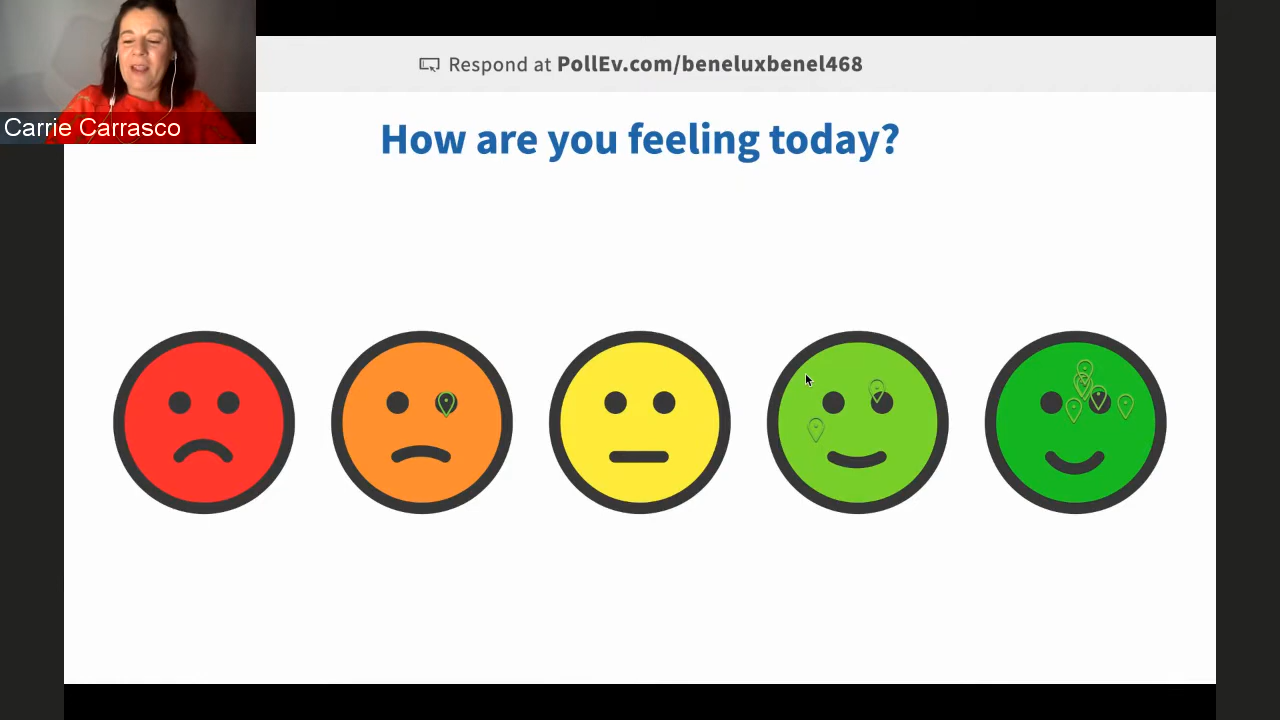 Respond at PollEv.com/beneluxbenel468
Carrie Carrasco
How are you feeling today?